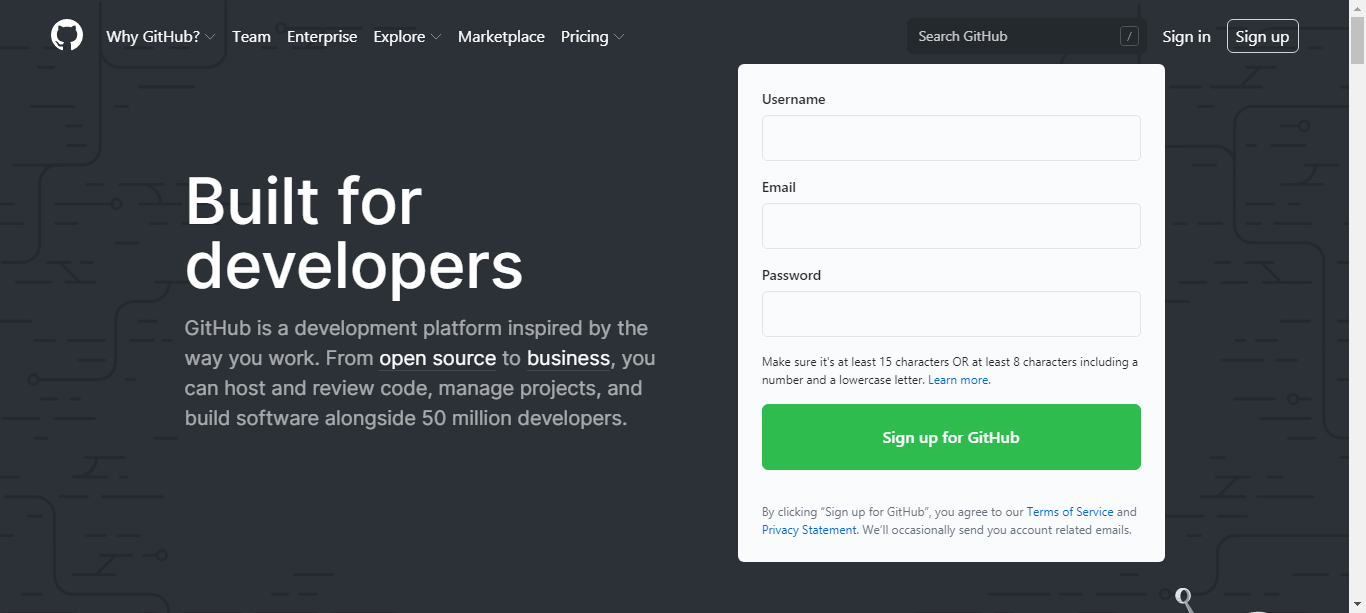 Why GitHub? Team Enterprise Explore Marketplace Pricing Search GitHub / Sign in Sign up
Built for
developers
GitHub is a development platform inspired by the
way you work. From open source to business, you
can host and review code, manage projects, and
build software alongside 50 million developers.
Username
Email
Password
Make sure it's at least 15 characters OR at least 8 characters including a
number and a lowercase letter. Learn more.
Sign up for GitHub
By clicking “Sign up for GitHub”, you agree to our Terms of Service and
Privacy Statement. We’ll occasionally send you account related emails.